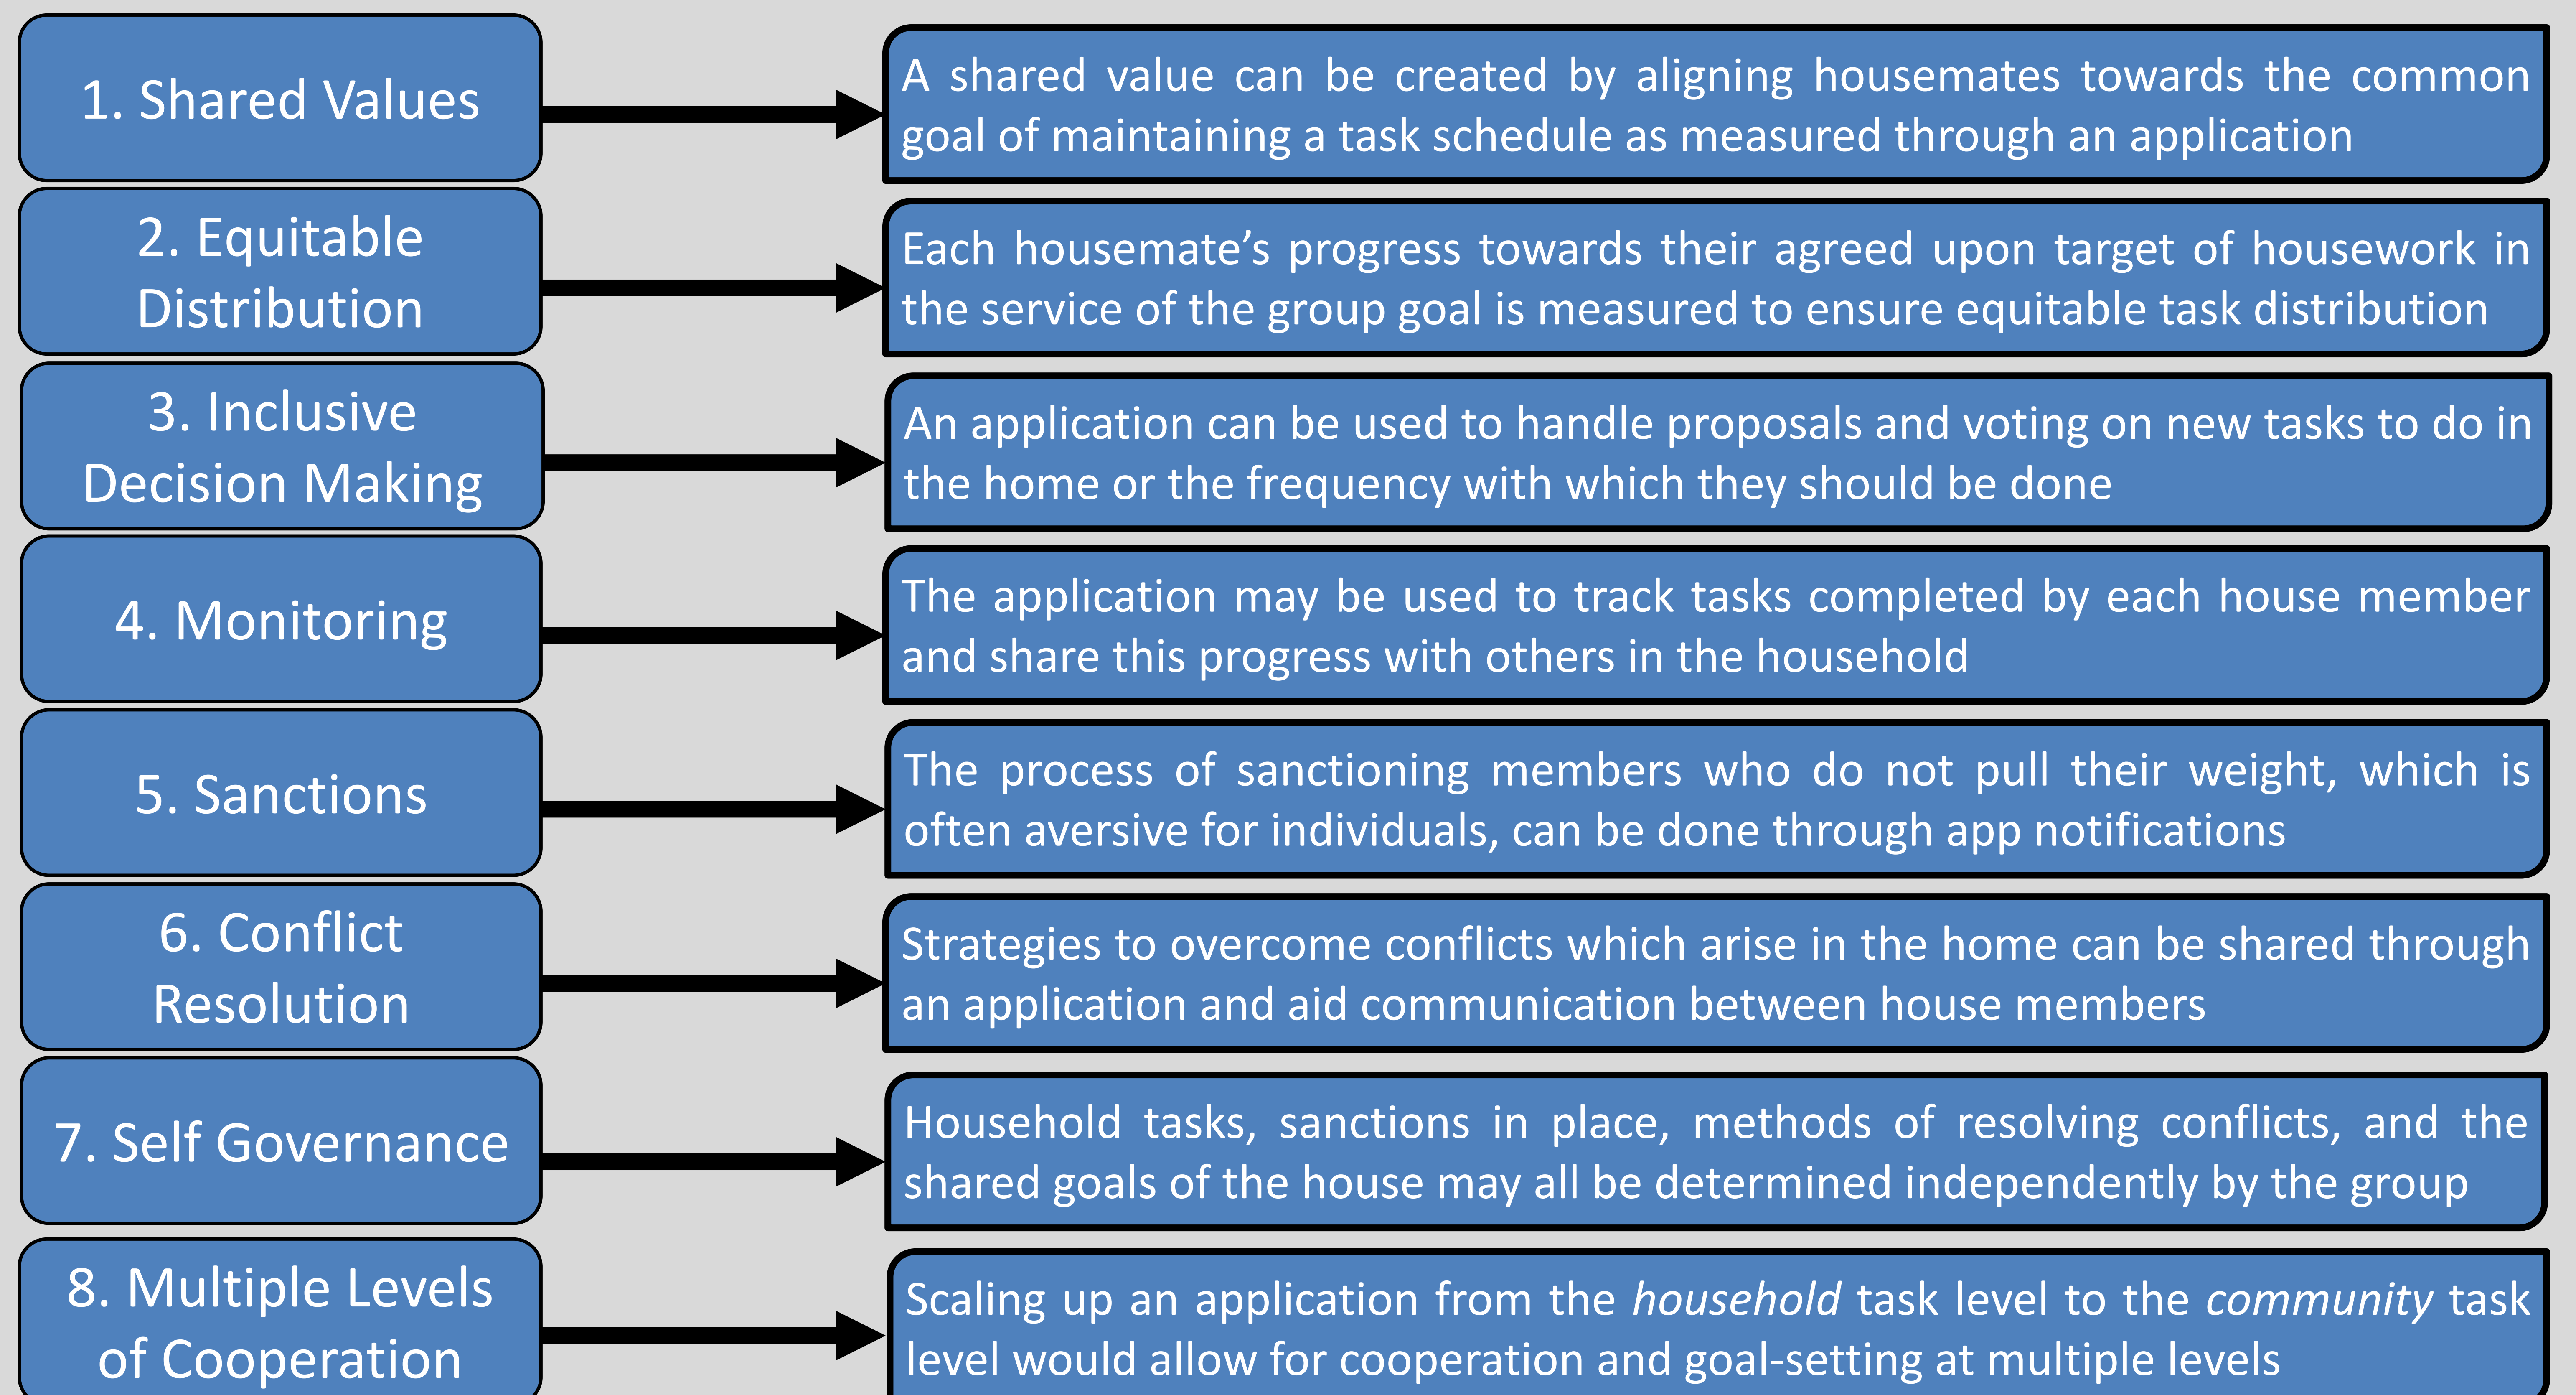 1. Shared Values
A shared value can be created by aligning housemates towards the common
goal of maintaining a task schedule as measured through an application
2. Equitable
Distribution
Each housemate’s progress towards their agreed upon target of housework in
the service of the group goal is measured to ensure equitable task distribution
3. Inclusive
Decision Making
An application can be used to handle proposals and voting on new tasks to do in
the home or the frequency with which they should be done
4. Monitoring
The application may be used to track tasks completed by each house member
and share this progress with others in the household
5. Sanctions
The process of sanctioning members who do not pull their weight, which is
often aversive for individuals, can be done through app notifications
6. Conflict
Resolution
Strategies to overcome conflicts which arise in the home can be shared through
an application and aid communication between house members
7. Self Governance
Household tasks, sanctions in place, methods of resolving conflicts, and the
shared goals of the house may all be determined independently by the group
8. Multiple Levels
of Cooperation
Scaling up an application from the household task level to the community task
level would allow for cooperation and goal-setting at multiple levels